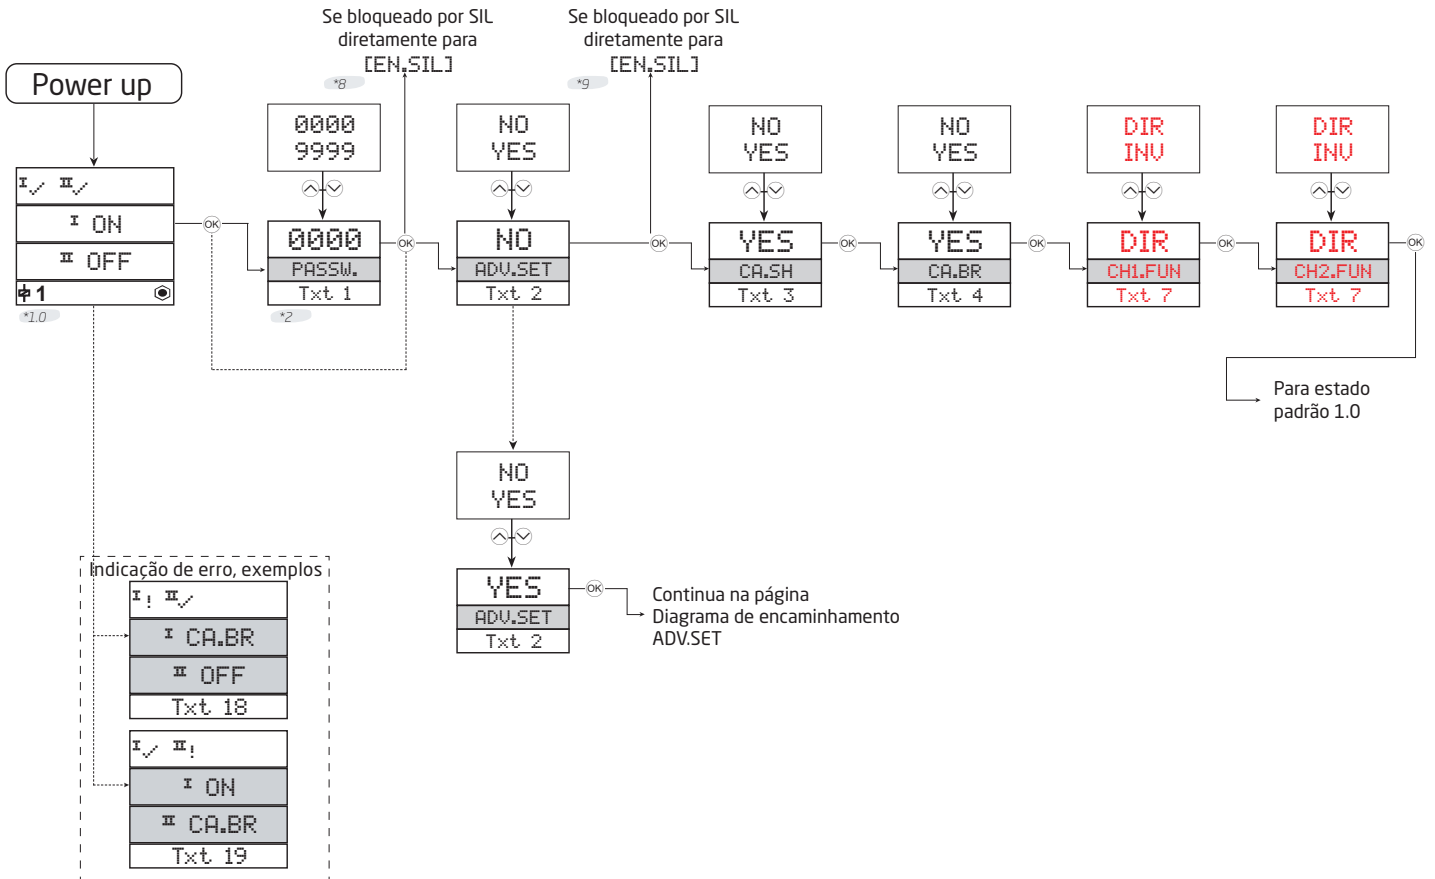 Se bloqueado por SIL
diretamente para
[EN.SIL]
*8
Se bloqueado por SIL
diretamente para
[EN.SIL]
*9
Power up
0000
9999
NO
YES
NO
YES
NO
YES
DIR
INV
DIR
INV
I II
I ON
II OFF
1
*1.0
OK
0000
PASSW.
Txt 1
*2
OK
NO
ADV.SET
Txt 2
OK
YES
CA.SH
Txt 3
OK
YES
CA.BR
Txt 4
OK
DIR
CH1.FUN
Txt 7
OK
DIR
CH2.FUN
Txt 7
OK
Para estado
padrão 1.0
NO
YES
YES
ADV.SET
Txt 2
OK
Continua na página
Diagrama de encaminhamento
ADV.SET
Indicação de erro, exemplos
I! II
I CA.BR
II OFF
Txt 18
I II!
I ON
II CA.BR
Txt 19